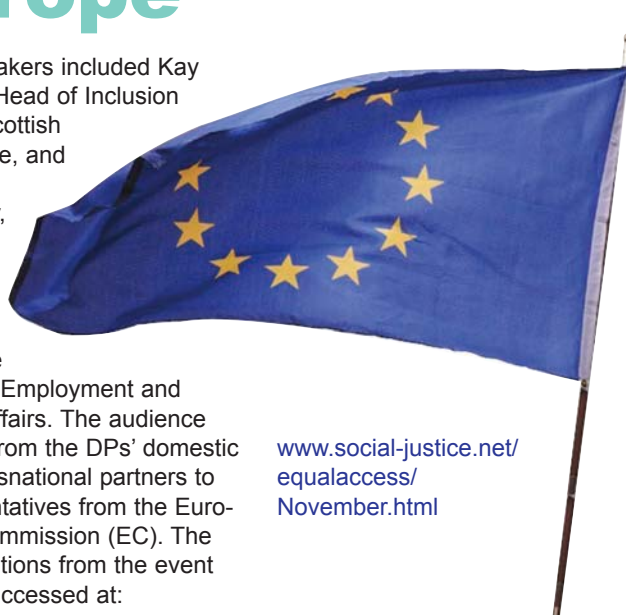 rope
akers included Kay
Head of Inclusion
cottish
e, and
,
e
Employment and
ffairs. The audience
rom the DPs' domestic
snational partners to
ntatives from the Euro-
mmission (EC). The
tions from the event
ccessed at:
www.social-justice.net/
equalaccess/
November.html